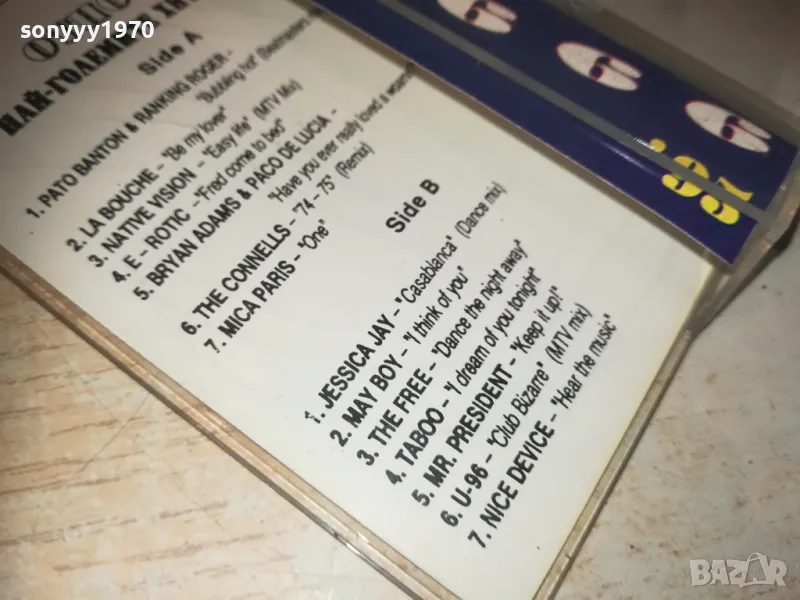 sonyyy1970
НАЙ-ГОЛЕМИТЕ
Side A
1. PATO BANTON & RANKING ROGER -
"Bubbling hot"
2. LA BOUCHE - "Be my lover"
3. NATIVE VISION - "Easy life" (MTV Mix)
4. E - ROTIC - "Fred come to bed"
5. BRYAN ADAMS & PACO DE LUCIA -
"Have you ever really loved a
6. THE CONNELLS - "74 - 75" (Remix)
7. MICA PARIS - "One"
Side B
1. JESSICA JAY - "Casablanca" (Dance mix)
2. MAY BOY - "I think of you"
3. THE FREE - "Dance the night away"
4. TABOO - "I dream of you tonight"
5. MR. PRESIDENT - "Keep it up!"
6. U-96 - "Club Bizarre" (MTV mix)
7. NICE DEVICE - "Hear the music"
'95
BAZAR